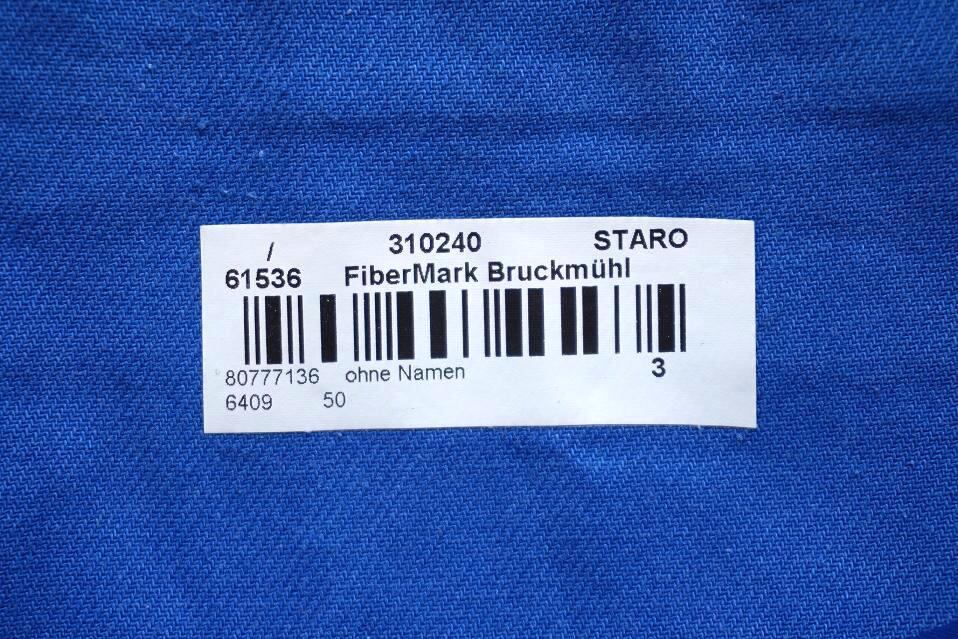 / 310240 STARO
61536 FiberMark Bruckmühl
3
80777136 ohne Namen
6409 50